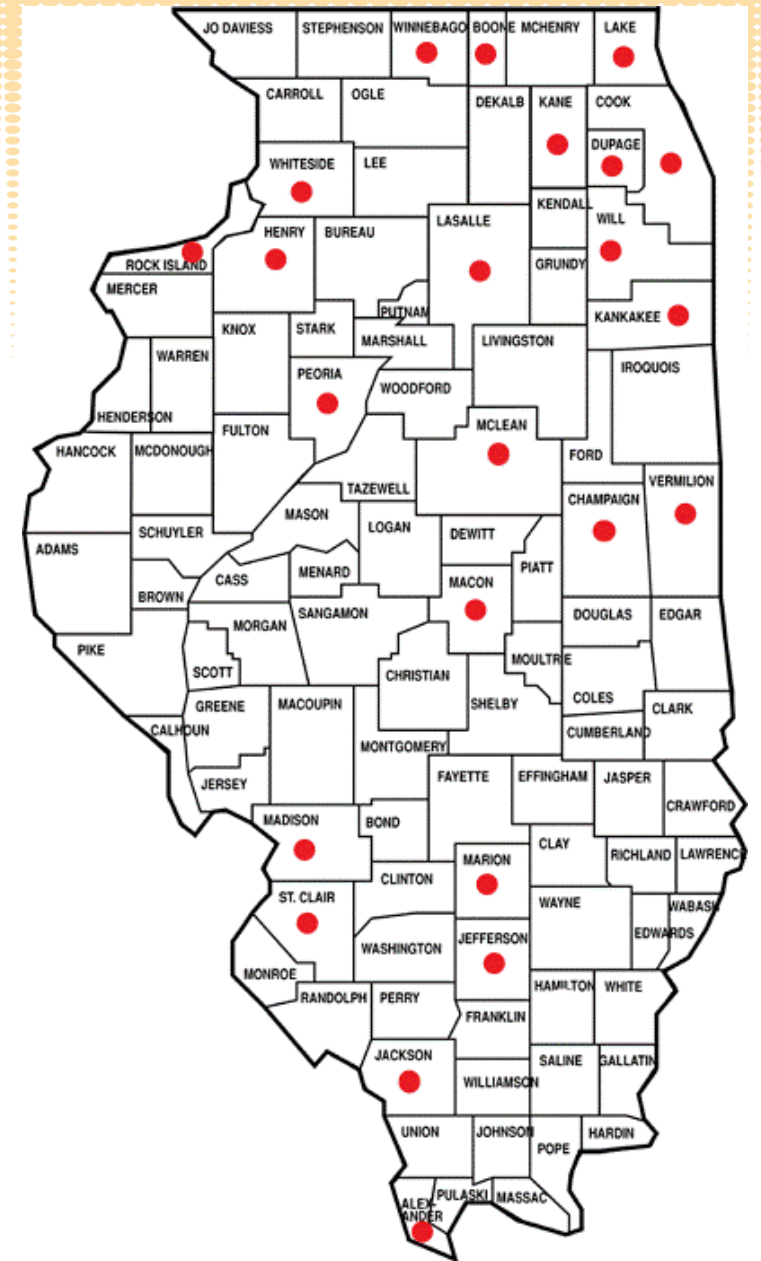 JO DAVIESS
STEPHENSON
WINNEBAGO
BOONE
MCHENRY
LAKE
CARROLL
OGLE
DEKALB
KANE
COOK
DUPAGE
WHITESIDE
LEE
KENDALL
WILL
HENRY
BUREAU
LASALLE
GRUNDY
ROCK ISLAND
MERCER
PUTNAM
KANKAKEE
KNOX
STARK
MARSHALL
LIVINGSTON
WARREN
IROQUOIS
PEORIA
WOODFORD
HENDERSON
MCLEAN
FULTON
HANCOCK
MCDONOUGH
FORD
VERMILION
TAZEWELL
CHAMPAIGN
MASON
LOGAN
SCHUYLER
DEWITT
ADAMS
PIATT
MENARD
CASS
MACON
BROWN
SANGAMON
DOUGLAS
EDGAR
MORGAN
PIKE
MOULTRIE
SCOTT
CHRISTIAN
COLES
GREENE
MACOUPIN
SHELBY
CLARK
CALHOUN
CUMBERLAND
MONTGOMERY
JERSEY
FAYETTE
EFFINGHAM
JASPER
CRAWFORD
MADISON
BOND
CLAY
RICHLAND
LAWRENCE
MARION
CLINTON
ST. CLAIR
WAYNE
WABASH
EDWARDS
JEFFERSON
WASHINGTON
MONROE
HAMILTON
WHITE
RANDOLPH
PERRY
FRANKLIN
JACKSON
SALINE
GALLATIN
WILLIAMSON
UNION
JOHNSON
HARDIN
POPE
PULASKI
MASSAC
ALEX-
ANDER